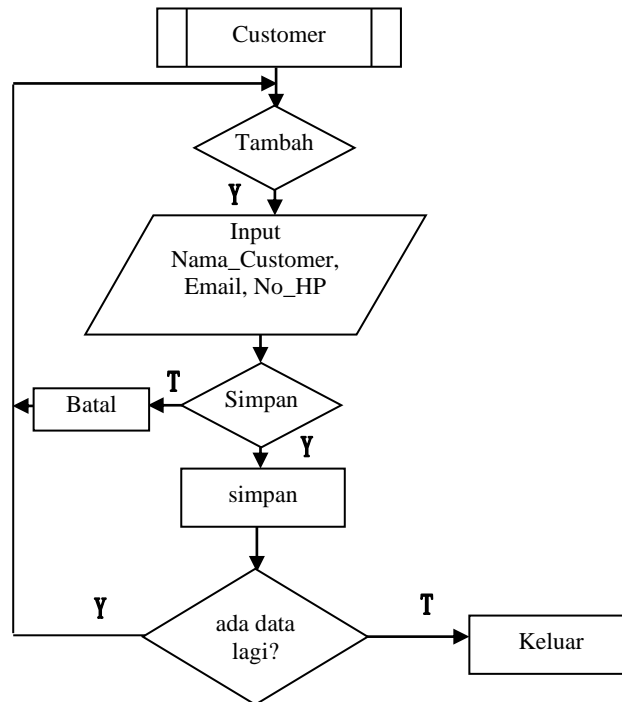 Customer
Tambah
Y
Input
Nama_Customer,
Email, No_HP
T
Batal
Simpan
Y
simpan
Y
T
ada data
lagi?
Keluar